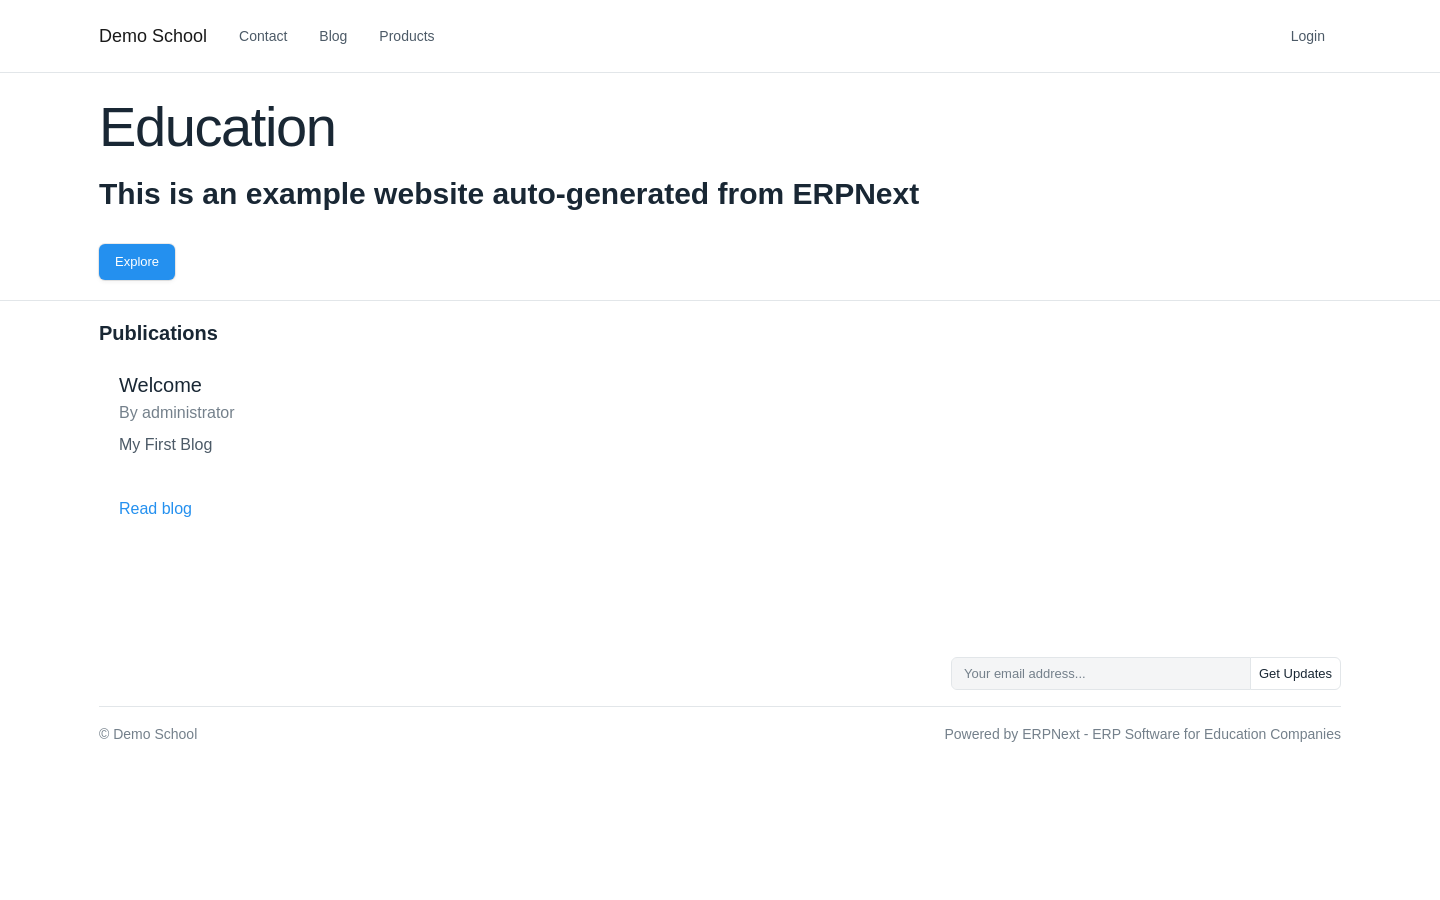 Demo School Contact Blog Products Login
Education
This is an example website auto-generated from ERPNext
Explore
Publications
Welcome
By administrator
My First Blog
Read blog
Your email address... Get Updates
© Demo School Powered by ERPNext - ERP Software for Education Companies